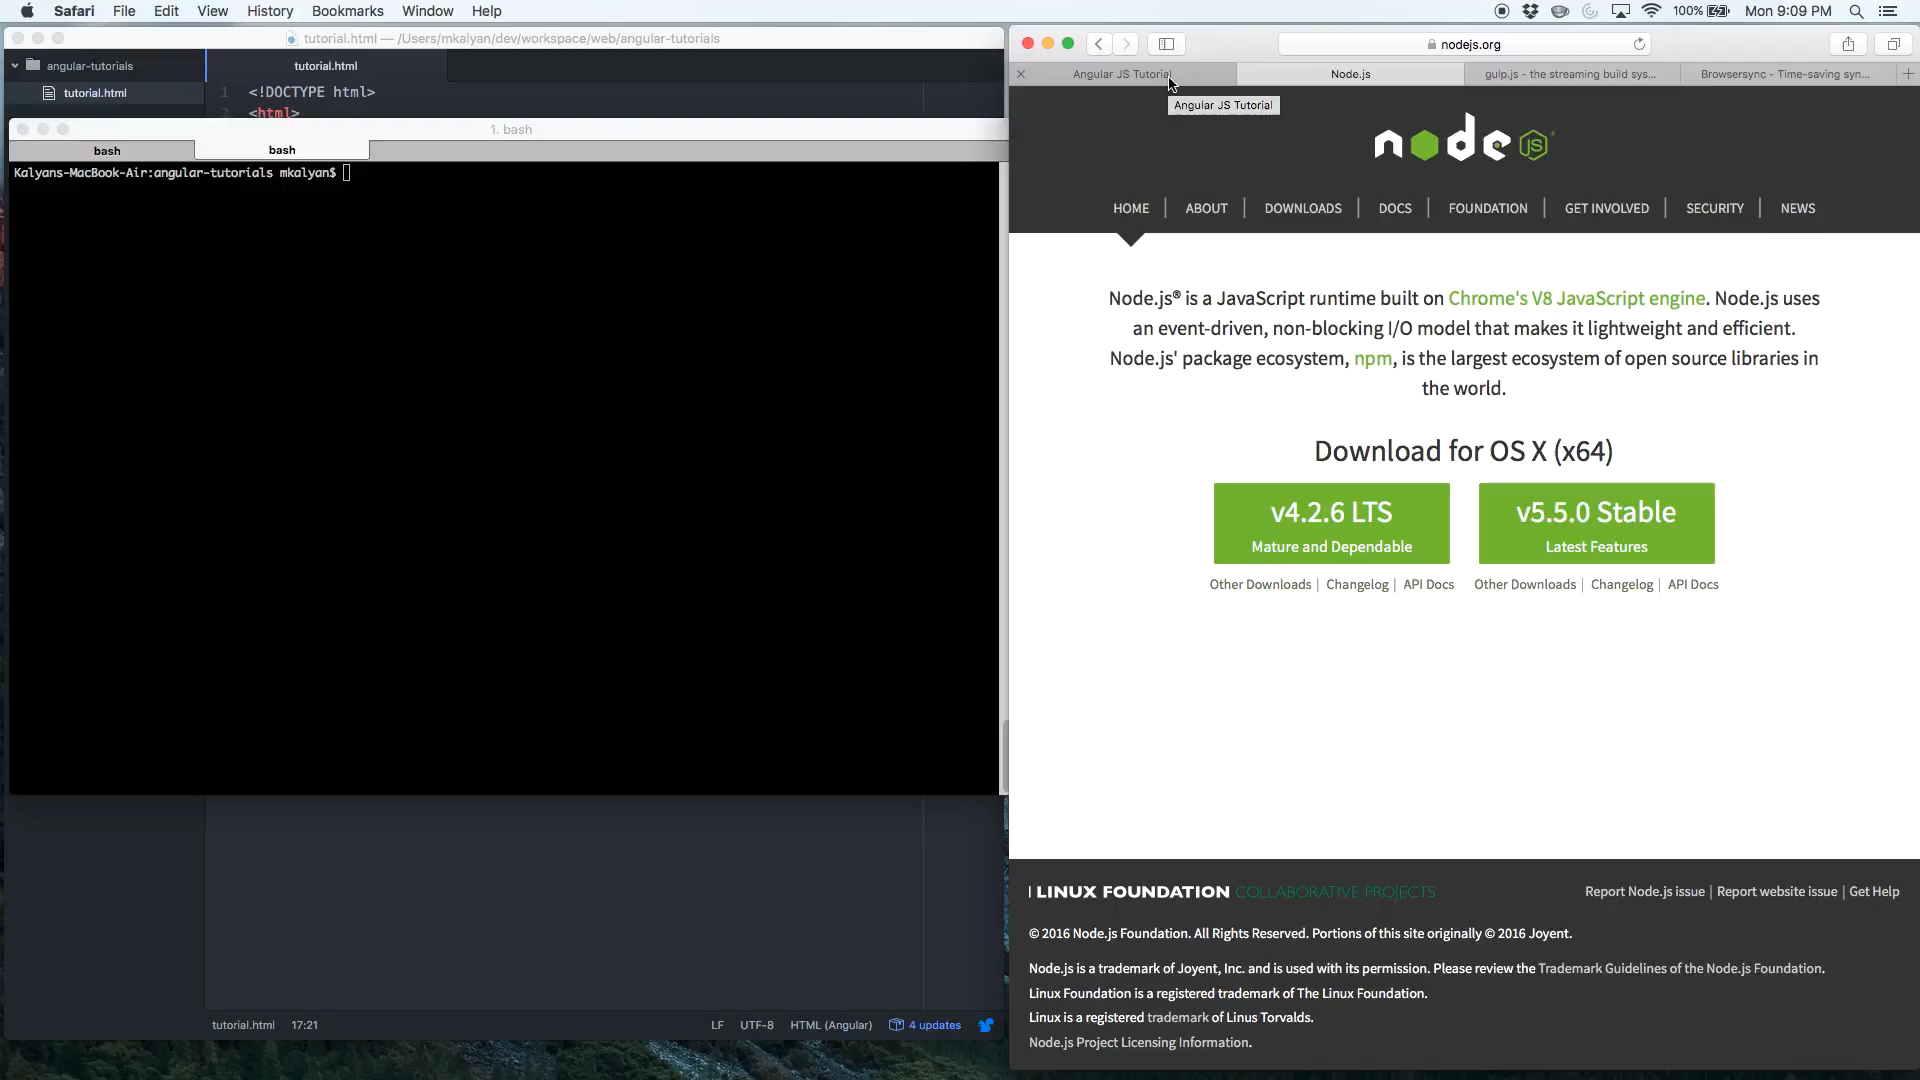 Safari File Edit View History Bookmarks Window Help
100% Mon 9:09 PM
tutorial.html — /Users/mkalyan/dev/workspace/web/angular-tutorials
angular-tutorials
tutorial.html
tutorial.html
1 <!DOCTYPE html>
2 <html>
1. bash
bash bash
Kalyans-MacBook-Air:angular-tutorials mkalyan$
tutorial.html 17:21 LF UTF-8 HTML (Angular) 4 updates
nodejs.org
Angular JS Tutorial Node.js gulp.js - the streaming build sys... Browsersync - Time-saving syn...
Angular JS Tutorial
node JS
HOME | ABOUT | DOWNLOADS | DOCS | FOUNDATION | GET INVOLVED | SECURITY | NEWS
Node.js® is a JavaScript runtime built on Chrome's V8 JavaScript engine. Node.js uses
an event-driven, non-blocking I/O model that makes it lightweight and efficient.
Node.js' package ecosystem, npm, is the largest ecosystem of open source libraries in
the world.
Download for OS X (x64)
v4.2.6 LTS
Mature and Dependable
v5.5.0 Stable
Latest Features
Other Downloads | Changelog | API Docs
Other Downloads | Changelog | API Docs
LINUX FOUNDATION COLLABORATIVE PROJECTS
Report Node.js issue | Report website issue | Get Help
© 2016 Node.js Foundation. All Rights Reserved. Portions of this site originally © 2016 Joyent.
Node.js is a trademark of Joyent, Inc. and is used with its permission. Please review the Trademark Guidelines of the Node.js Foundation.
Linux Foundation is a registered trademark of The Linux Foundation.
Linux is a registered trademark of Linus Torvalds.
Node.js Project Licensing Information.